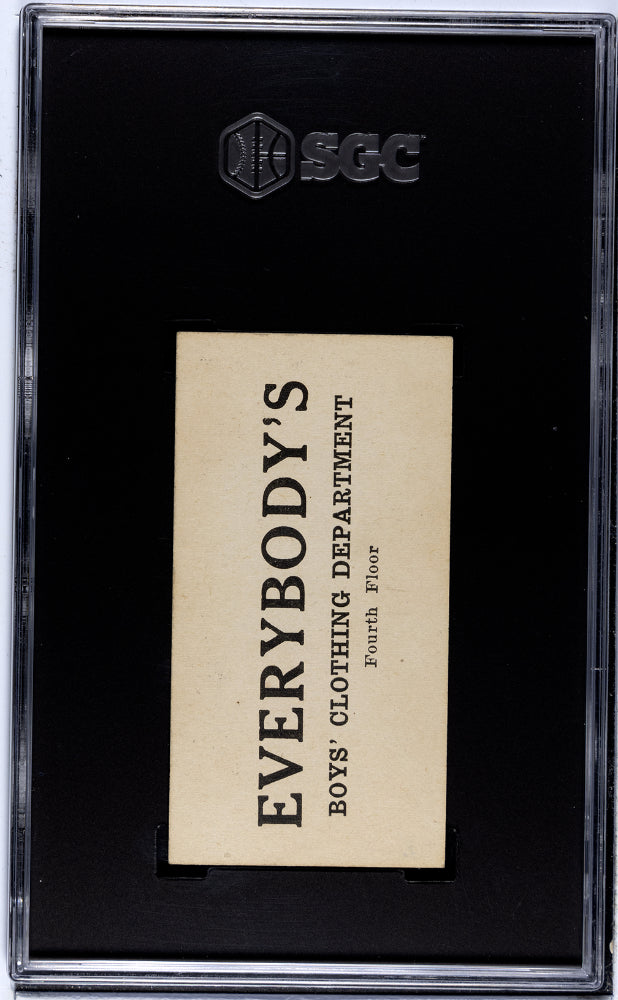 SGC
EVERYBODY'S
BOYS' CLOTHING DEPARTMENT
Fourth Floor